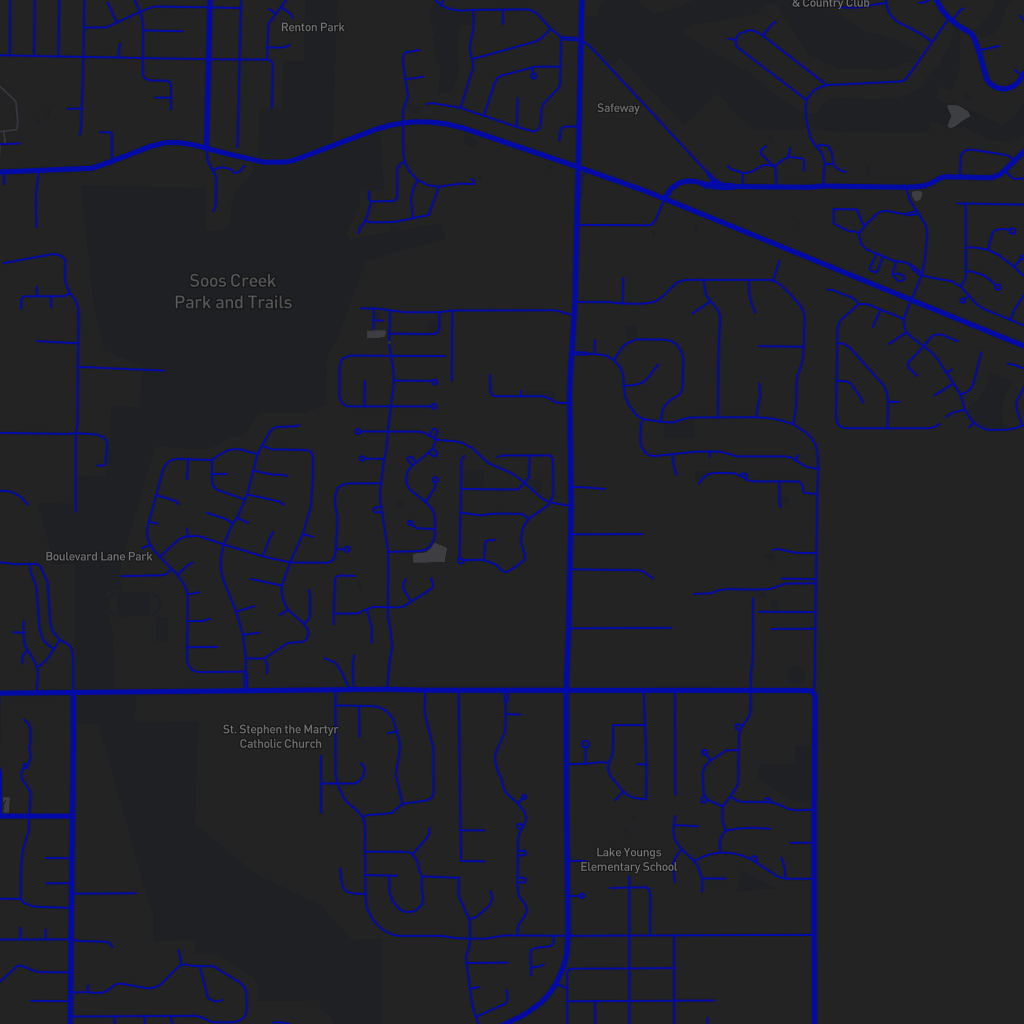 & Country Club
Renton Park
Safeway
Soos Creek
Park and Trails
Boulevard Lane Park
St. Stephen the Martyr
Catholic Church
Lake Youngs
Elementary School